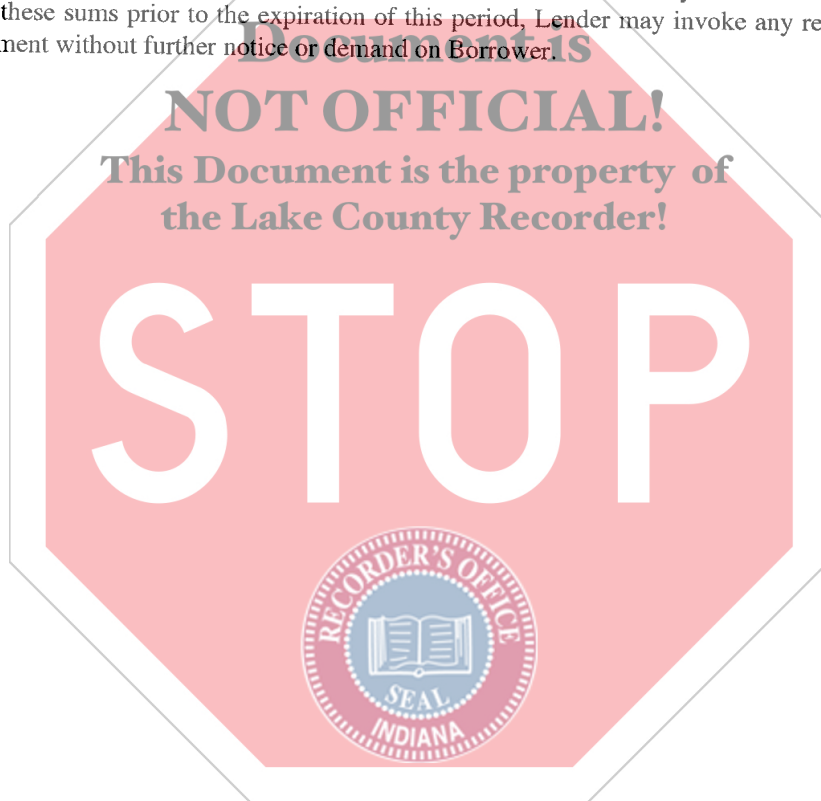 these sums prior to the expiration of this period, Lender may invoke any
without further notice or demand on Borrower.
Document is
NOT OFFICIAL!
This Document is the property of
the Lake County Recorder!
STOP
RECORDER'S OFFICE
SEAL
INDIANA